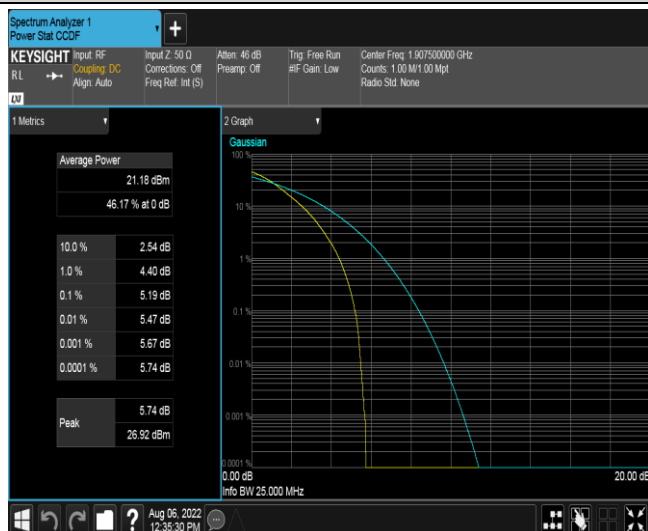 Spectrum Analyzer 1
Power Stat CCDF
+
KEYSIGHT
RL
LXI
Input: RF
Coupling: DC
Align: Auto
Input Z: 50 Ω
Corrections: Off
Freq Ref: Int (S)
Atten: 46 dB
Preamp: Off
Trig: Free Run
#IF Gain: Low
Center Freq: 1.907500000 GHz
Counts: 1.00 M/1.00 Mpt
Radio Std: None
1 Metrics
Average Power
21.18 dBm
46.17 % at 0 dB
10.0 % 2.54 dB
1.0 % 4.40 dB
0.1 % 5.19 dB
0.01 % 5.47 dB
0.001 % 5.67 dB
0.0001 % 5.74 dB
Peak
5.74 dB
26.92 dBm
2 Graph
Gaussian
100 %
10 %
1 %
0.1 %
0.01 %
0.001 %
0.0001 %
0.00 dB
20.00 dB
Info BW 25.000 MHz
?
Aug 06, 2022
12:35:30 PM